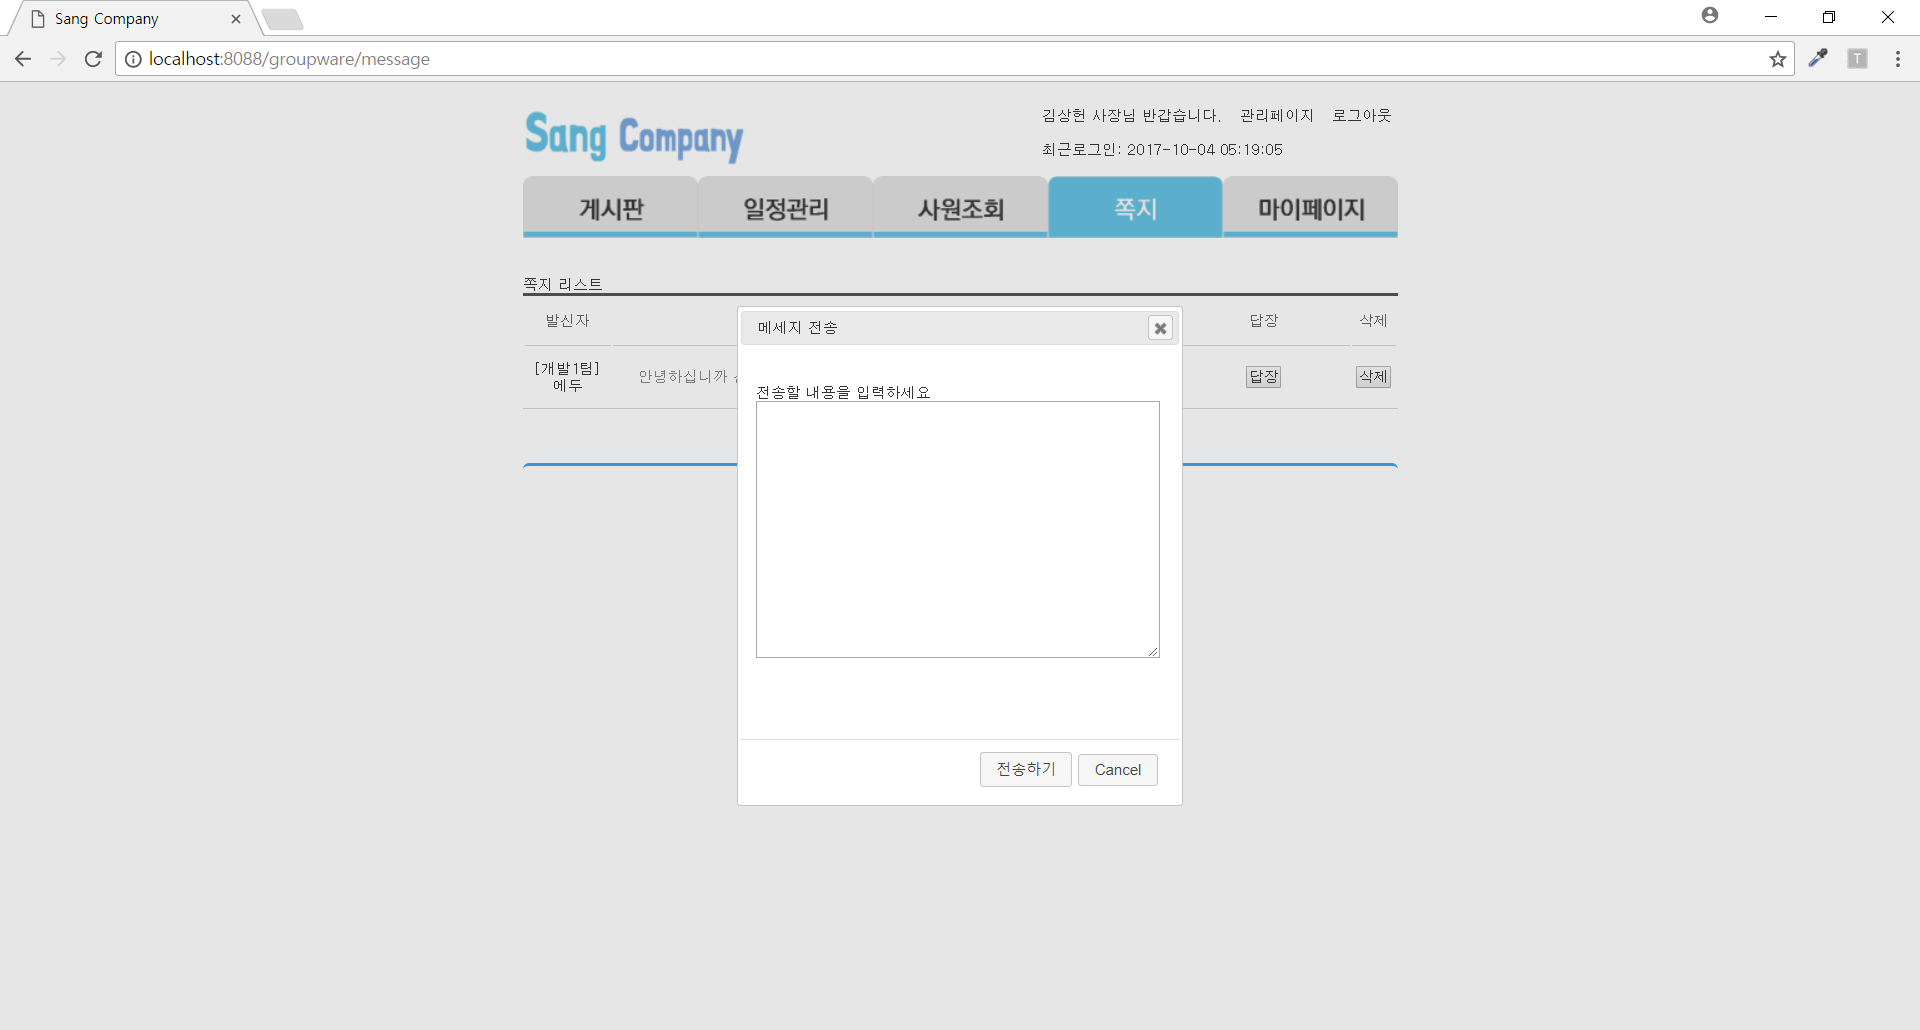 Sang Company
localhost:8088/groupware/message
T
Sang Company
김상헌 사장님 반갑습니다. 관리페이지 로그아웃
최근로그인: 2017-10-04 05:19:05
게시판 일정관리 사원조회 쪽지 마이페이지
쪽지 리스트
발신자 답장 삭제
[개발1팀]
에두
안녕하십니까 답장 삭제
메세지 전송
전송할 내용을 입력하세요
전송하기 Cancel